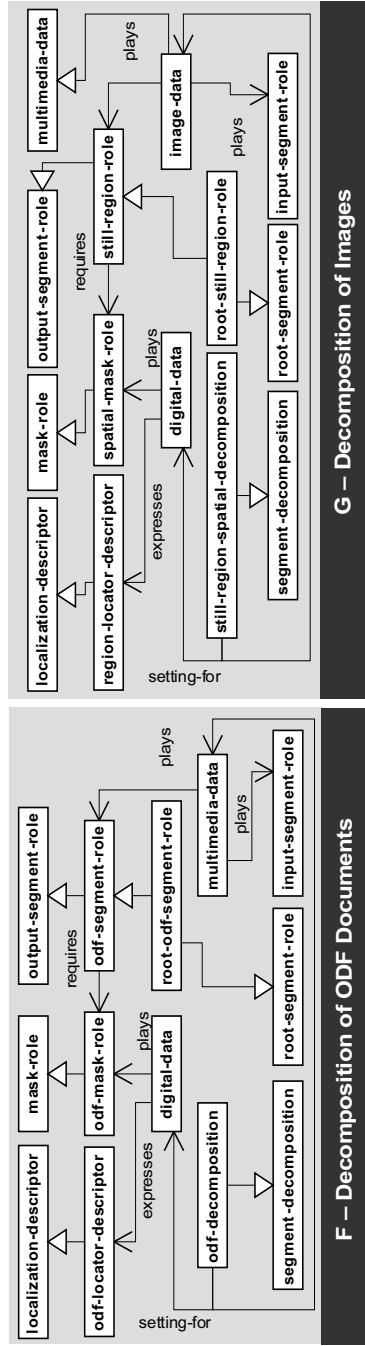 localization-descriptor
mask-role
output-segment-role
odf-locator-descriptor
odf-mask-role
requires
odf-segment-role
expresses
plays
digital-data
root-odf-segment-role
plays
setting-for
odf-decomposition
multimedia-data
plays
segment-decomposition
root-segment-role
input-segment-role
F – Decomposition of ODF Documents
localization-descriptor
mask-role
output-segment-role
multimedia-data
region-locator-descriptor
spatial-mask-role
requires
still-region-role
plays
expresses
plays
digital-data
image-data
setting-for
still-region-spatial-decomposition
root-still-region-role
plays
segment-decomposition
root-segment-role
input-segment-role
G – Decomposition of Images